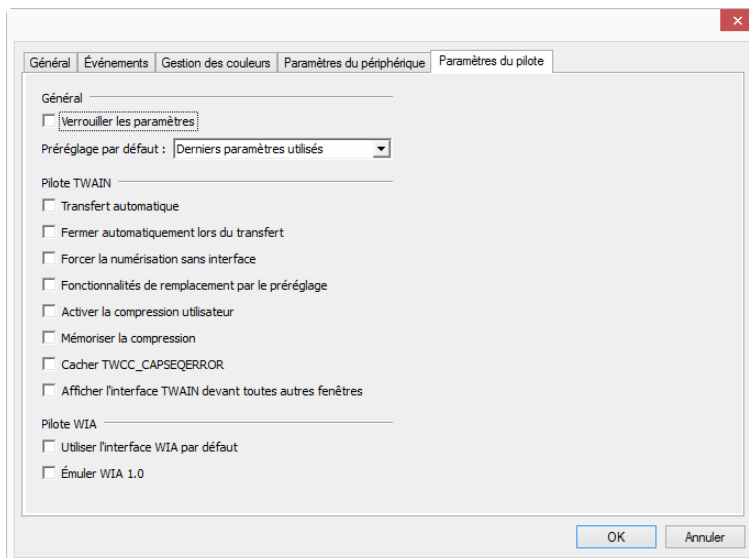 Général
Événements
Gestion des couleurs
Paramètres du périphérique
Paramètres du pilote
Général
Verrouiller les paramètres
Préréglage par défaut : Derniers paramètres utilisés
Pilote TWAIN
Transfert automatique
Fermer automatiquement lors du transfert
Forcer la numérisation sans interface
Fonctionnalités de remplacement par le préréglage
Activer la compression utilisateur
Mémoriser la compression
Cacher TWCC_CAPSEQERROR
Afficher l'interface TWAIN devant toutes autres fenêtres
Pilote WIA
Utiliser l'interface WIA par défaut
Émuler WIA 1.0
OK
Annuler